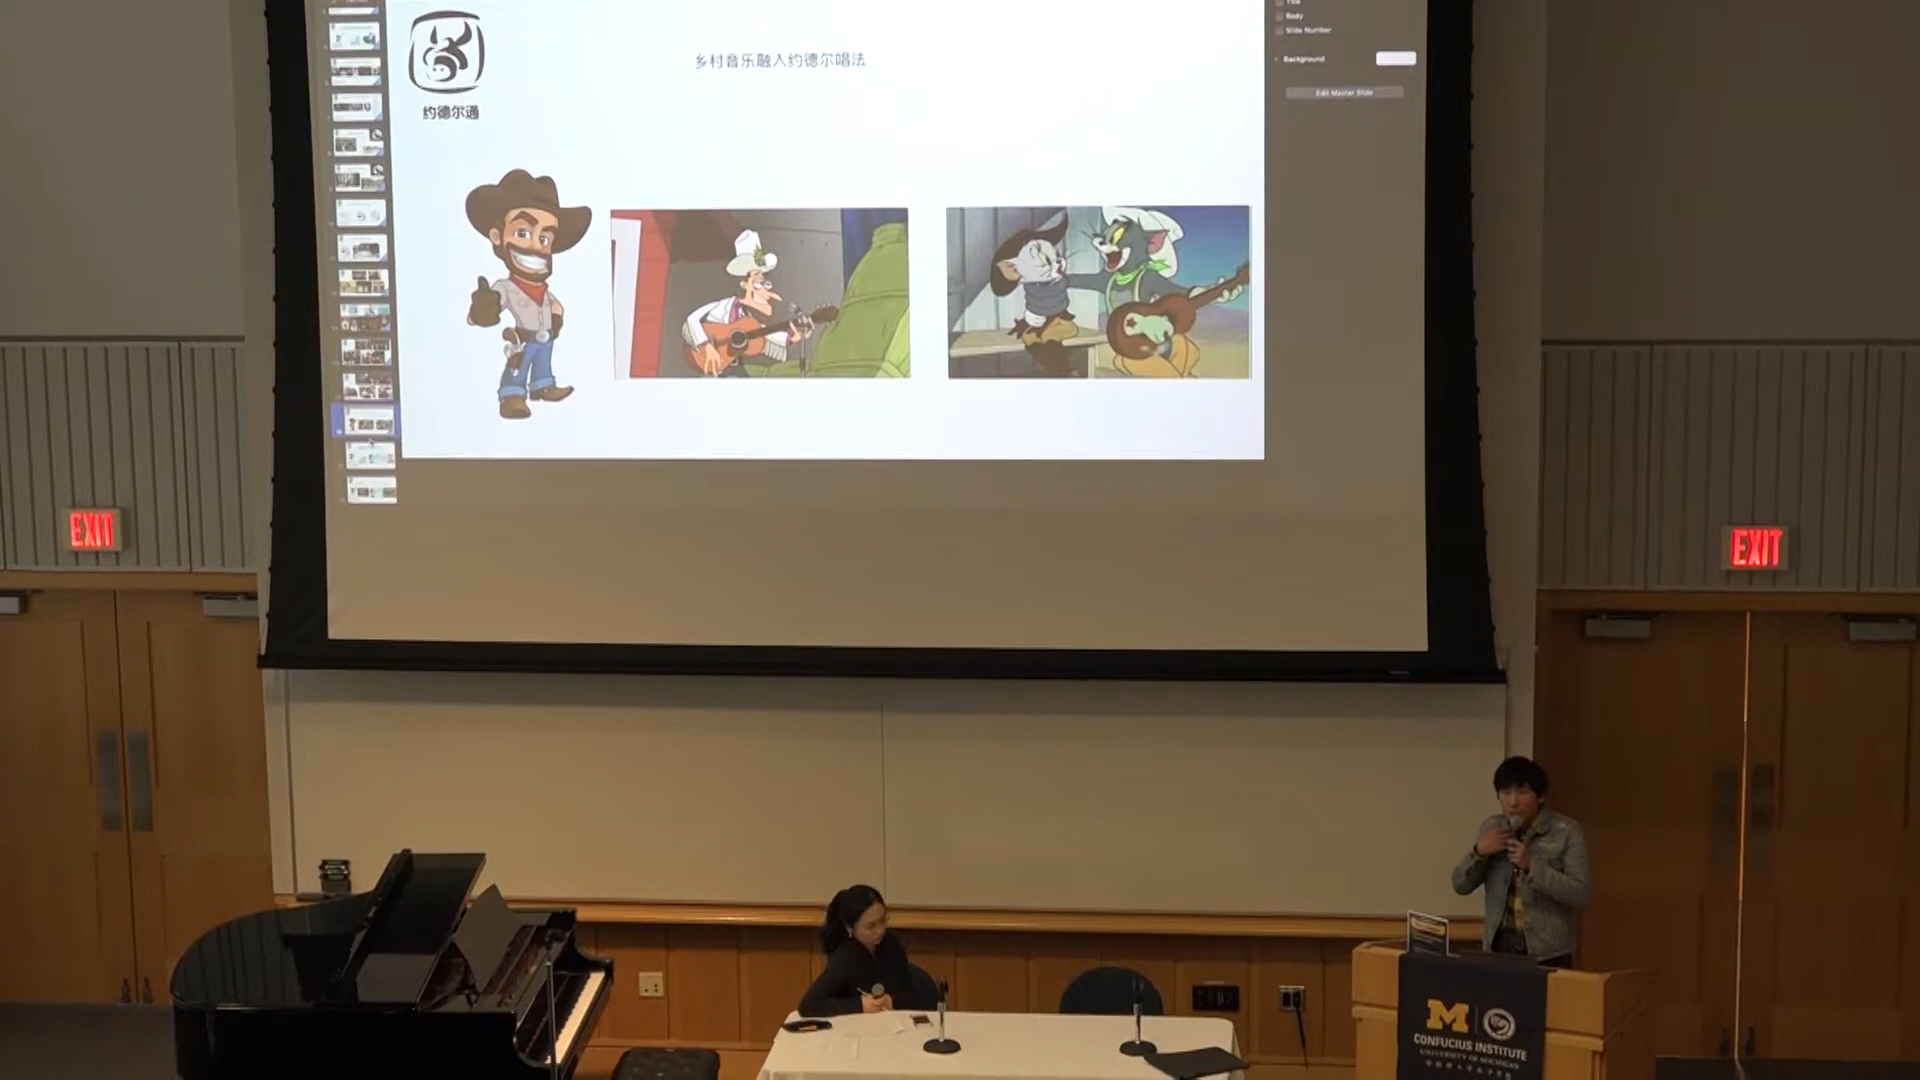 Title
Body
Slide Number
Background
Edit Master Slide
乡村音乐融入约德尔唱法
约德尔通
EXIT
EXIT
M
CONFUCIUS INSTITUTE
UNIVERSITY OF MICHIGAN